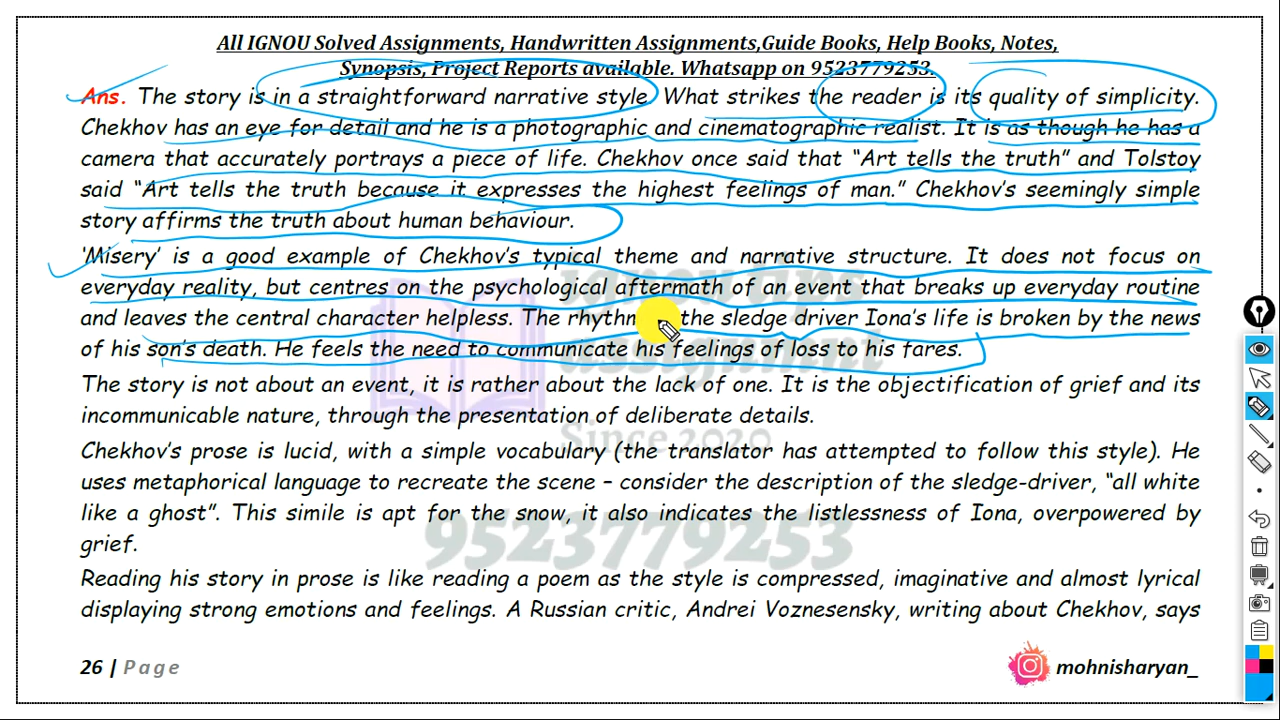 All IGNOU Solved Assignments, Handwritten Assignments,Guide Books, Help Books, Notes,
Synopsis, Project Reports available. Whatsapp on 9523779253.
Ans. The story is in a straightforward narrative style. What strikes the reader is its quality of simplicity.
Chekhov has an eye for detail and he is a photographic and cinematographic realist. It is as though he has a
camera that accurately portrays a piece of life. Chekhov once said that “Art tells the truth” and Tolstoy
said “Art tells the truth because it expresses the highest feelings of man.” Chekhov’s seemingly simple
story affirms the truth about human behaviour.
‘Misery’ is a good example of Chekhov’s typical theme and narrative structure. It does not focus on
everyday reality, but centres on the psychological aftermath of an event that breaks up everyday routine
and leaves the central character helpless. The rhythm the sledge driver Iona’s life is broken by the news
of his son’s death. He feels the need to communicate his feelings of loss to his fares.
The story is not about an event, it is rather about the lack of one. It is the objectification of grief and its
incommunicable nature, through the presentation of deliberate details.
Chekhov’s prose is lucid, with a simple vocabulary (the translator has attempted to follow this style). He
uses metaphorical language to recreate the scene – consider the description of the sledge-driver, “all white
like a ghost”. This simile is apt for the snow, it also indicates the listlessness of Iona, overpowered by
grief.
Reading his story in prose is like reading a poem as the style is compressed, imaginative and almost lyrical
displaying strong emotions and feelings. A Russian critic, Andrei Voznesensky, writing about Chekhov, says
ignoutips
assignment
Since 2020
9523779253
26 | Page
mohnisharyan_